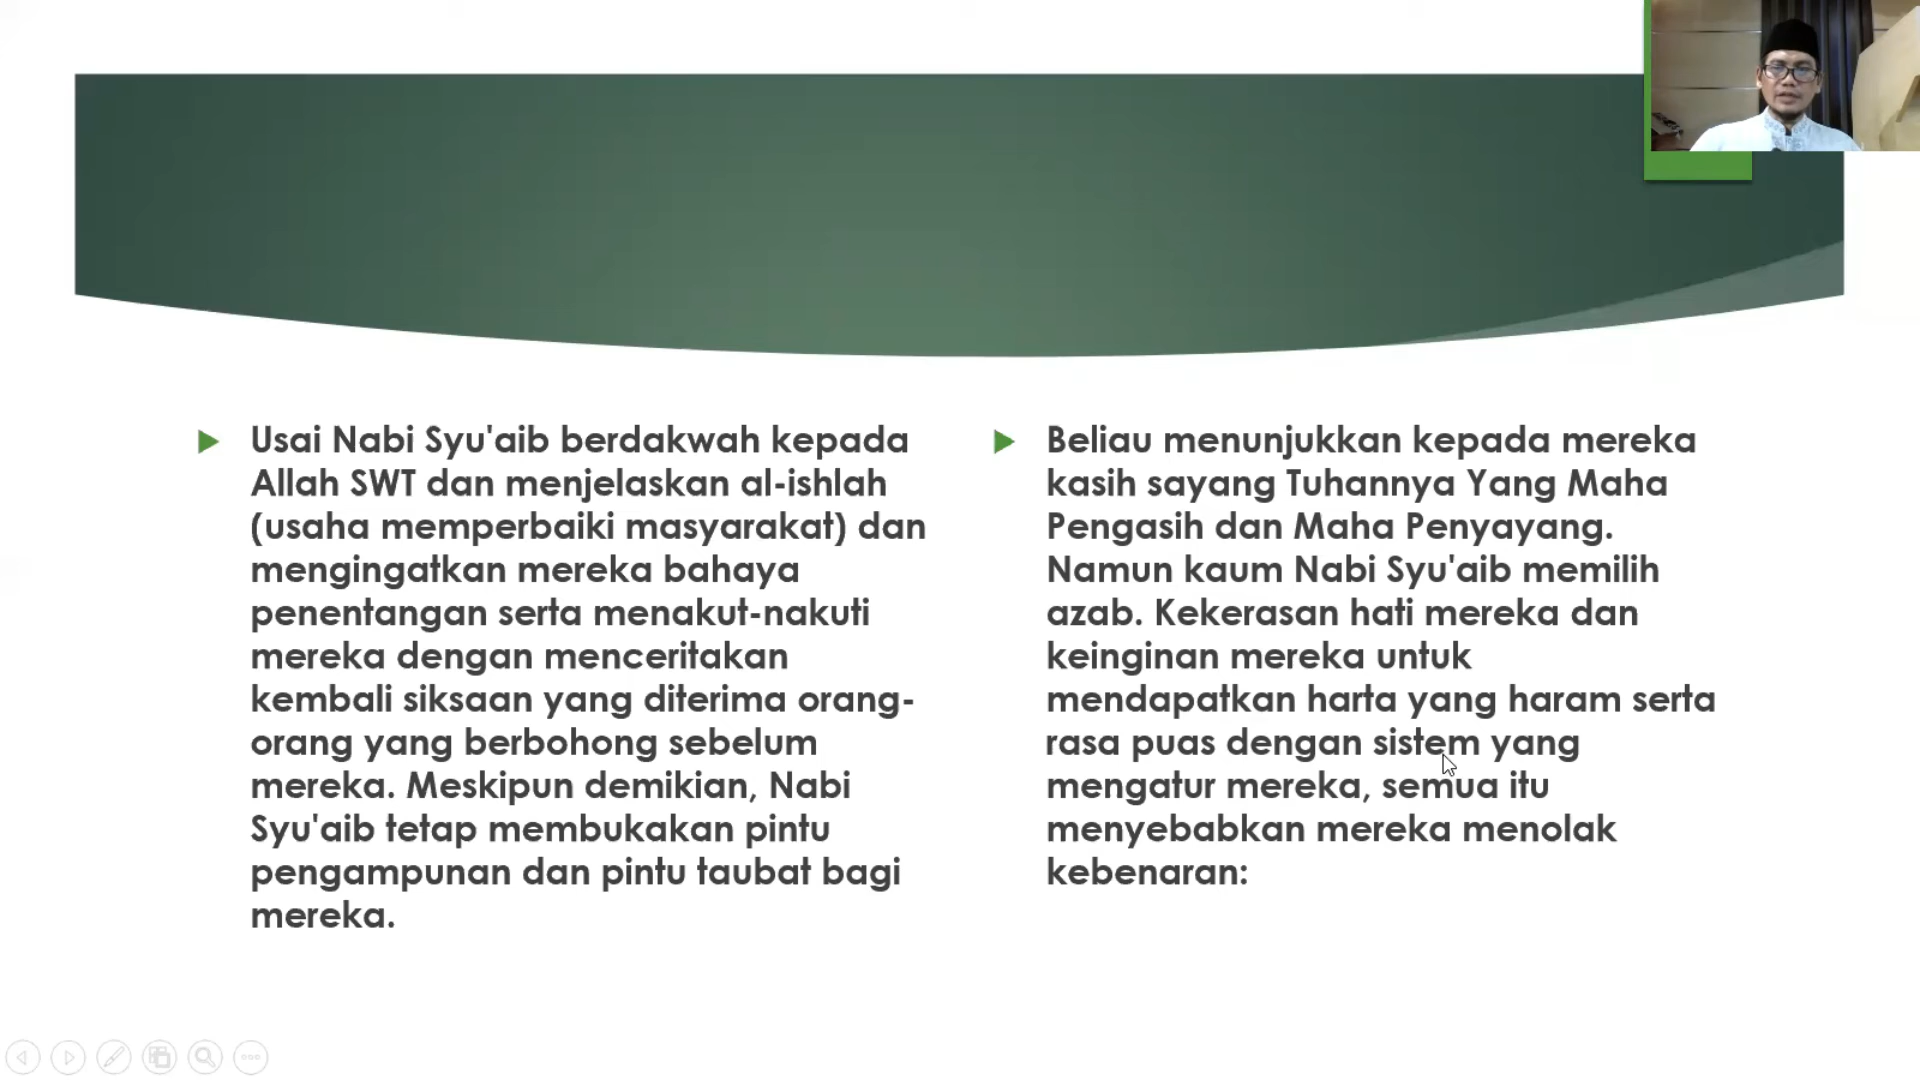 Usai Nabi Syu'aib berdakwah kepada
Allah SWT dan menjelaskan al-ishlah
(usaha memperbaiki masyarakat) dan
mengingatkan mereka bahaya
penentangan serta menakut-nakuti
mereka dengan menceritakan
kembali siksaan yang diterima orang-
orang yang berbohong sebelum
mereka. Meskipun demikian, Nabi
Syu'aib tetap membukakan pintu
pengampunan dan pintu taubat bagi
mereka.
Beliau menunjukkan kepada mereka
kasih sayang Tuhannya Yang Maha
Pengasih dan Maha Penyayang.
Namun kaum Nabi Syu'aib memilih
azab. Kekerasan hati mereka dan
keinginan mereka untuk
mendapatkan harta yang haram serta
rasa puas dengan sistem yang
mengatur mereka, semua itu
menyebabkan mereka menolak
kebenaran: